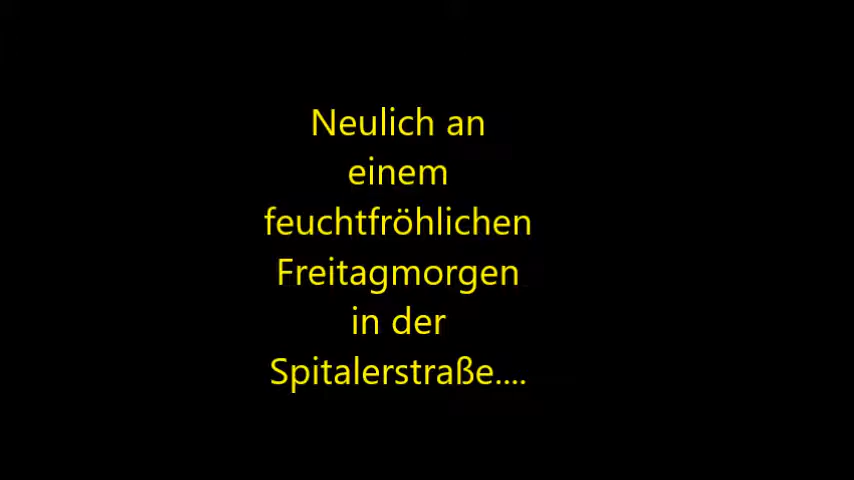 Neulich an
einem
feuchtfröhlichen
Freitagmorgen
in der
Spitalerstraße....